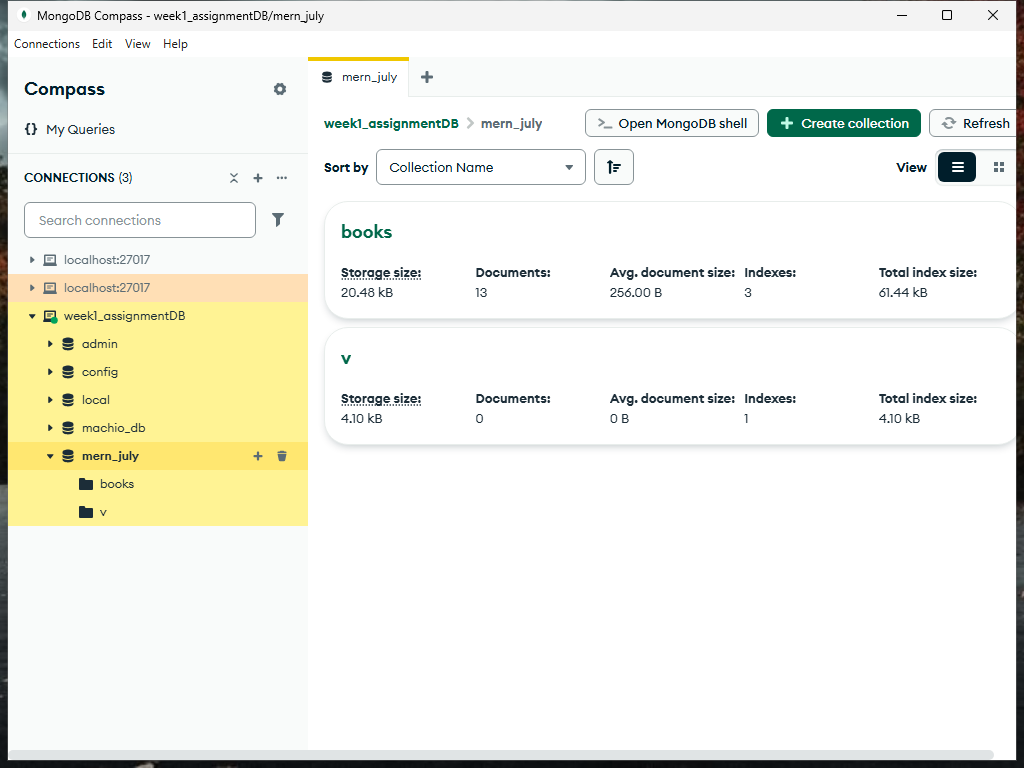 MongoDB Compass - week1_assignmentDB/mern_july
Connections Edit View Help
Compass
{} My Queries
CONNECTIONS (3)
Search connections
localhost:27017
localhost:27017
week1_assignmentDB
admin
config
local
machio_db
mern_july
books
v
mern_july
week1_assignmentDB > mern_july
>_ Open MongoDB shell
+ Create collection
Refresh
Sort by Collection Name
View
books
Storage size: Documents: Avg. document size: Indexes: Total index size:
20.48 kB 13 256.00 B 3 61.44 kB
v
Storage size: Documents: Avg. document size: Indexes: Total index size:
4.10 kB 0 0 B 1 4.10 kB